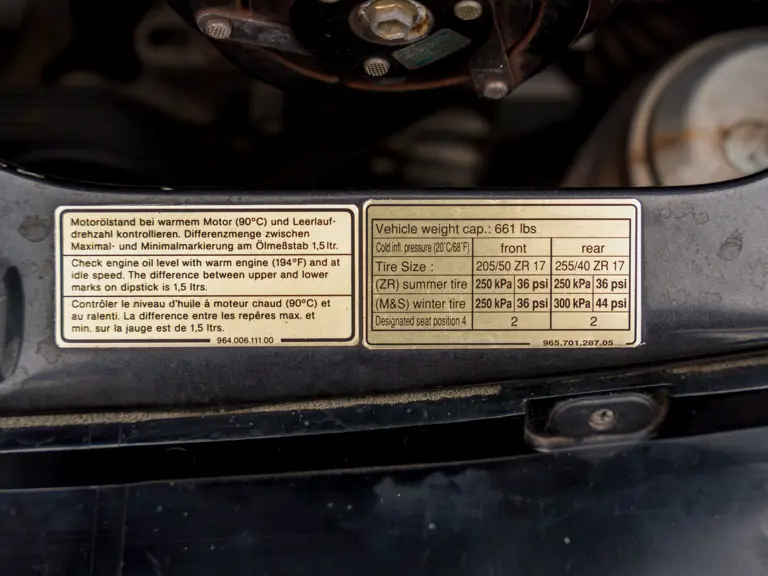 Motorölstand bei warmem Motor (90°C) und Leerlauf-
drehzahl kontrollieren. Differenzmenge zwischen
Maximal- und Minimalmarkierung am Ölmeßstab 1,5 ltr.
Check engine oil level with warm engine (194°F) and at
idle speed. The difference between upper and lower
marks on dipstick is 1,5 ltrs.
Contrôler le niveau d'huile à moteur chaud (90°C) et
au ralenti. La difference entre les repêres max. et
min. sur la jauge est de 1,5 ltrs.
964.006.111.00
Vehicle weight cap.: 661 lbs
Cold infl. pressure (20°C/68°F) front rear
Tire Size : 205/50 ZR 17 255/40 ZR 17
(ZR) summer tire 250 kPa 36 psi 250 kPa 36 psi
(M&S) winter tire 250 kPa 36 psi 300 kPa 44 psi
Designated seat position 4 2 2
965.701.287.05